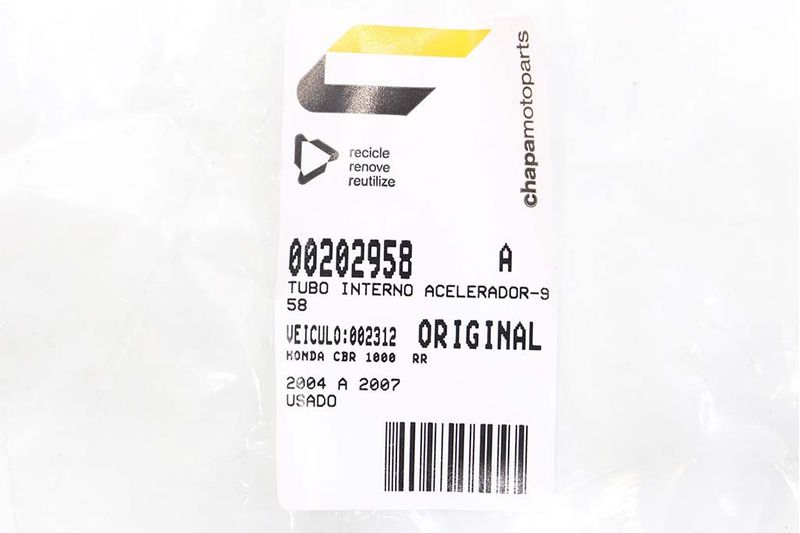 chapamotoparts
recicle
renove
reutilize
00202958 A
TUBO INTERNO ACELERADOR-9
58
VEICULO:002312 ORIGINAL
HONDA CBR 1000 RR
2004 A 2007
USADO